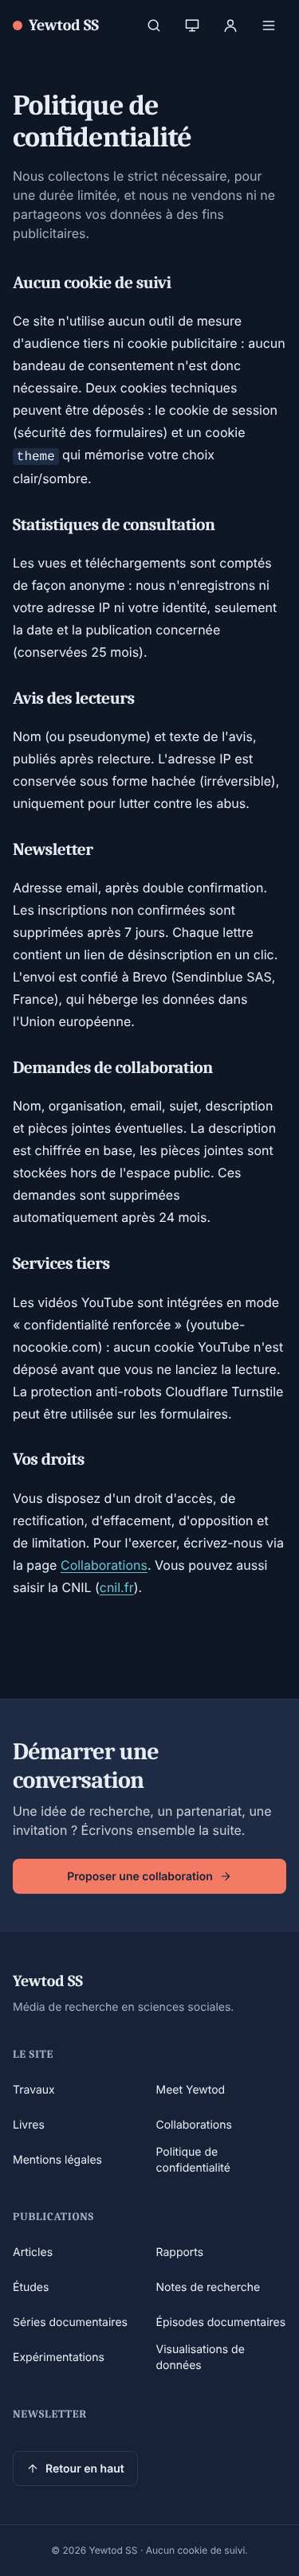 Yewtod SS
Politique de
confidentialité
Nous collectons le strict nécessaire, pour
une durée limitée, et nous ne vendons ni ne
partageons vos données à des fins
publicitaires.
Aucun cookie de suivi
Ce site n'utilise aucun outil de mesure
d'audience tiers ni cookie publicitaire : aucun
bandeau de consentement n'est donc
nécessaire. Deux cookies techniques
peuvent être déposés : le cookie de session
(sécurité des formulaires) et un cookie
theme qui mémorise votre choix
clair/sombre.
Statistiques de consultation
Les vues et téléchargements sont comptés
de façon anonyme : nous n'enregistrons ni
votre adresse IP ni votre identité, seulement
la date et la publication concernée
(conservées 25 mois).
Avis des lecteurs
Nom (ou pseudonyme) et texte de l'avis,
publiés après relecture. L'adresse IP est
conservée sous forme hachée (irréversible),
uniquement pour lutter contre les abus.
Newsletter
Adresse email, après double confirmation.
Les inscriptions non confirmées sont
supprimées après 7 jours. Chaque lettre
contient un lien de désinscription en un clic.
L'envoi est confié à Brevo (Sendinblue SAS,
France), qui héberge les données dans
l'Union européenne.
Demandes de collaboration
Nom, organisation, email, sujet, description
et pièces jointes éventuelles. La description
est chiffrée en base, les pièces jointes sont
stockées hors de l'espace public. Ces
demandes sont supprimées
automatiquement après 24 mois.
Services tiers
Les vidéos YouTube sont intégrées en mode
« confidentialité renforcée » (youtube-
nocookie.com) : aucun cookie YouTube n'est
déposé avant que vous ne lanciez la lecture.
La protection anti-robots Cloudflare Turnstile
peut être utilisée sur les formulaires.
Vos droits
Vous disposez d'un droit d'accès, de
rectification, d'effacement, d'opposition et
de limitation. Pour l'exercer, écrivez-nous via
la page Collaborations. Vous pouvez aussi
saisir la CNIL (cnil.fr).
Démarrer une
conversation
Une idée de recherche, un partenariat, une
invitation ? Écrivons ensemble la suite.
Proposer une collaboration →
Yewtod SS
Média de recherche en sciences sociales.
LE SITE
Travaux
Meet Yewtod
Livres
Collaborations
Mentions légales
Politique de
confidentialité
PUBLICATIONS
Articles
Rapports
Études
Notes de recherche
Séries documentaires
Épisodes documentaires
Expérimentations
Visualisations de
données
NEWSLETTER
↑ Retour en haut
© 2026 Yewtod SS · Aucun cookie de suivi.